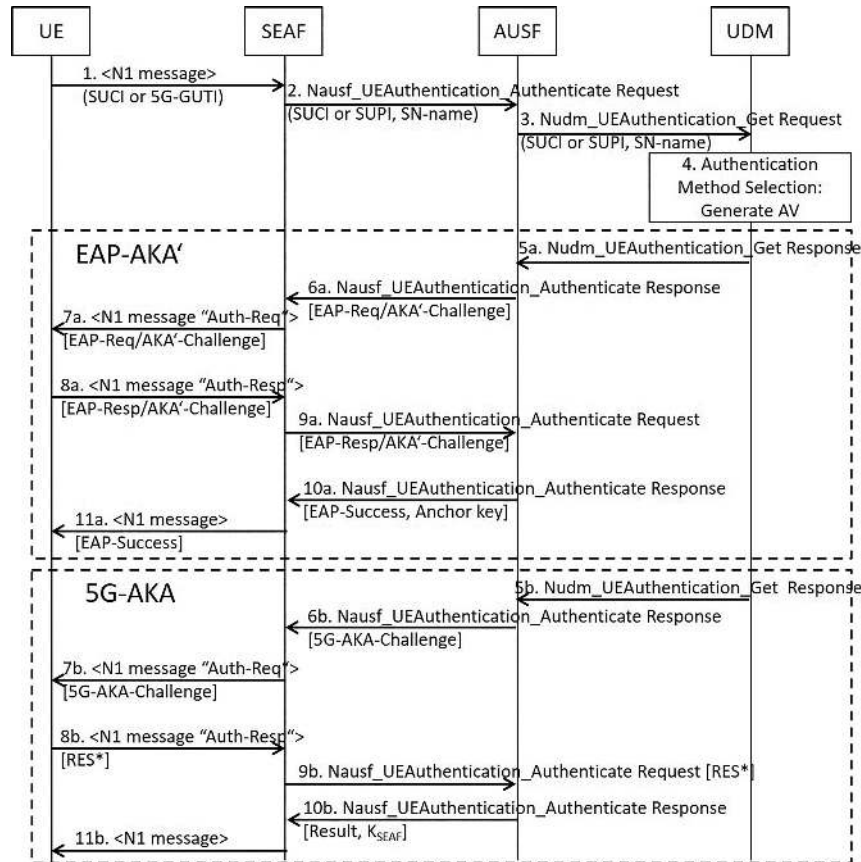 UE
SEAF
AUSF
UDM
1. <N1 message>
(SUCI or 5G-GUTI)
2. Nausf_UEAuthentication_Authenticate Request
(SUCI or SUPI, SN-name)
3. Nudm_UEAuthentication_Get Request
(SUCI or SUPI, SN-name)
4. Authentication
Method Selection:
Generate AV
EAP-AKA‘
5a. Nudm_UEAuthentication_Get Response
6a. Nausf_UEAuthentication_Authenticate Response
[EAP-Req/AKA‘-Challenge]
7a. <N1 message “Auth-Req“>
[EAP-Req/AKA‘-Challenge]
8a. <N1 message “Auth-Resp“>
[EAP-Resp/AKA‘-Challenge]
9a. Nausf_UEAuthentication_Authenticate Request
[EAP-Resp/AKA‘-Challenge]
10a. Nausf_UEAuthentication_Authenticate Response
[EAP-Success, Anchor key]
11a. <N1 message>
[EAP-Success]
5G-AKA
5b. Nudm_UEAuthentication_Get Response
6b. Nausf_UEAuthentication_Authenticate Response
[5G-AKA-Challenge]
7b. <N1 message “Auth-Req“>
[5G-AKA-Challenge]
8b. <N1 message “Auth-Resp“>
[RES*]
9b. Nausf_UEAuthentication_Authenticate Request [RES*]
10b. Nausf_UEAuthentication_Authenticate Response
[Result, KSEAF]
11b. <N1 message>